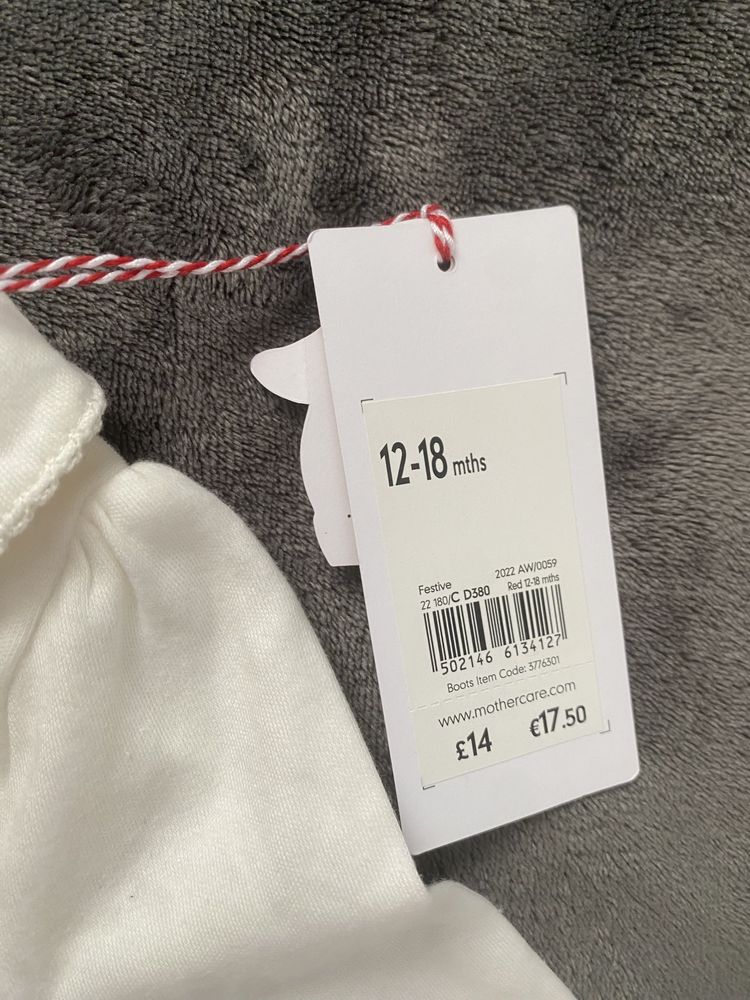 12-18 mths
Festive 2022 AW/0059
22 180/C D380 Red 12-18 mths
502146 6134127
Boots Item Code: 3776301
www.mothercare.com
£14 €17.50